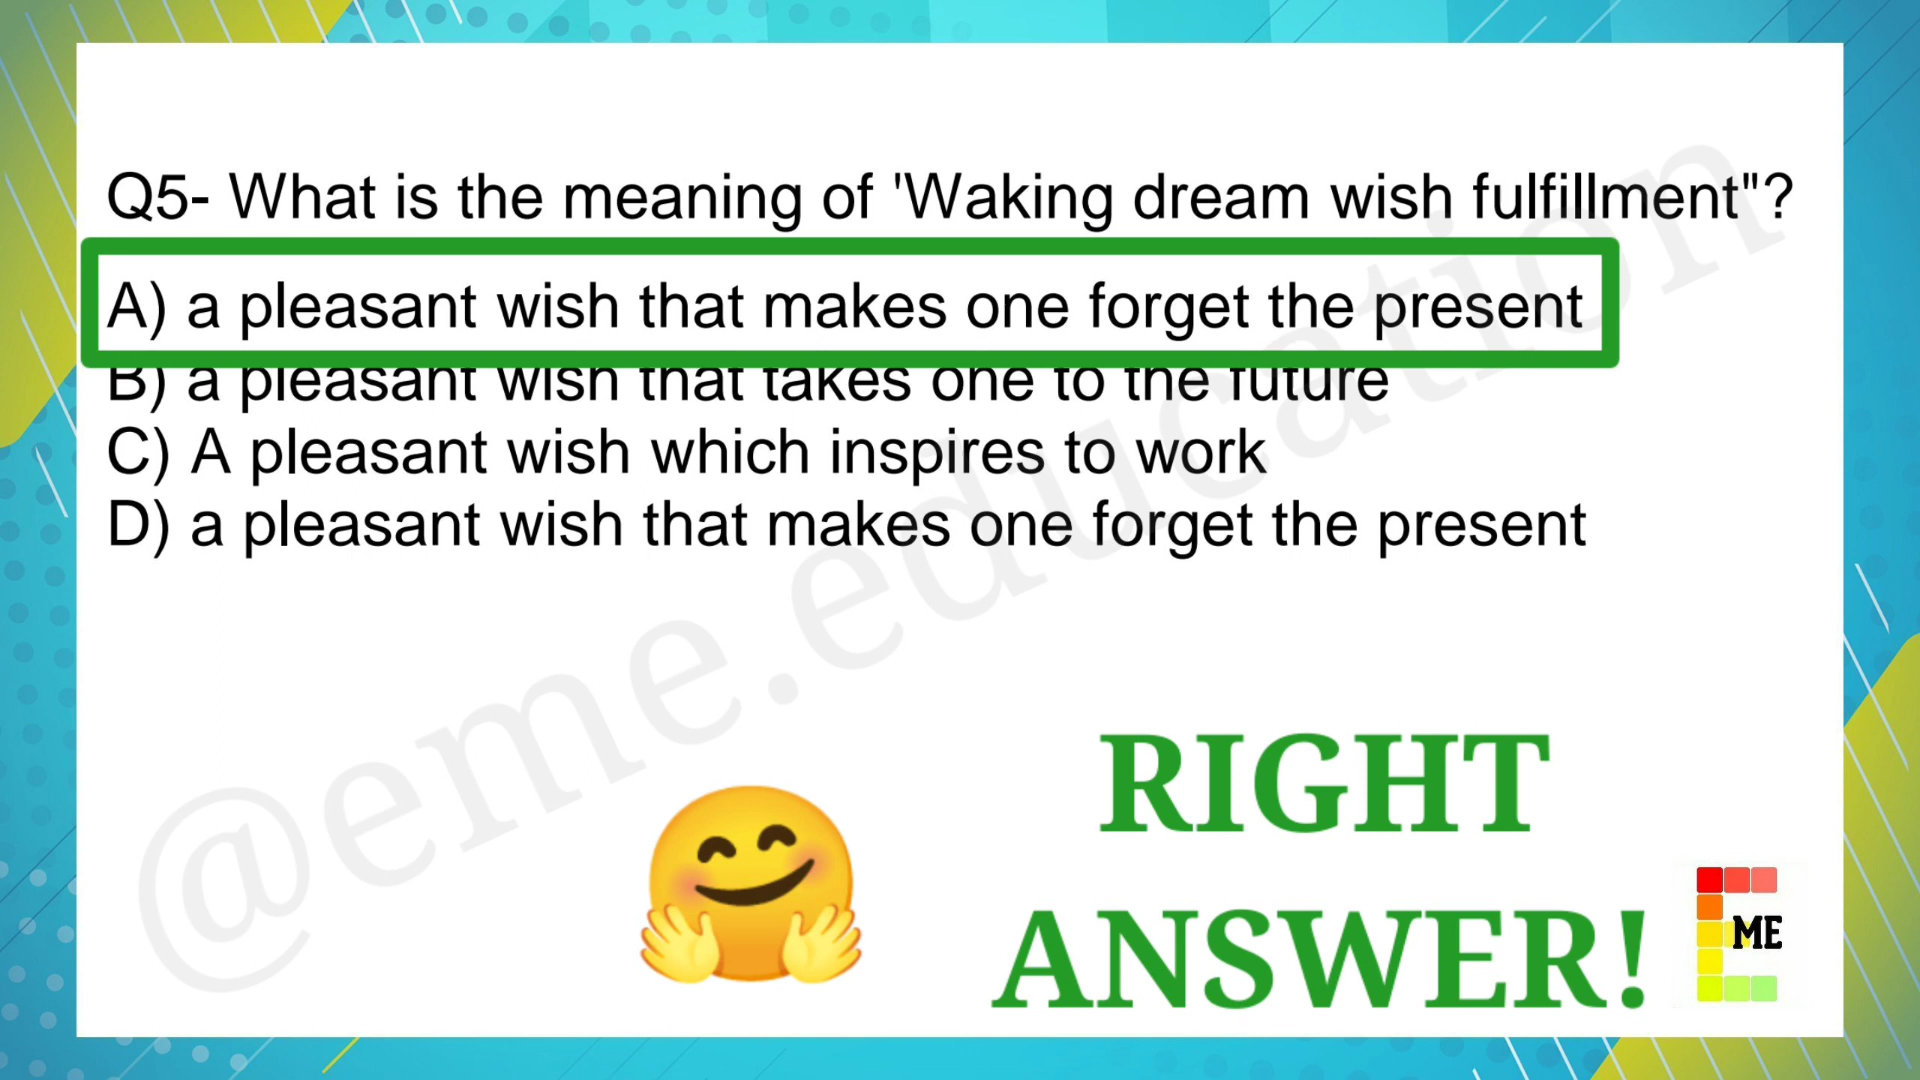 Q5- What is the meaning of 'Waking dream wish fulfillment"?
A) a pleasant wish that makes one forget the present
B) a pleasant wish that takes one to the future
C) A pleasant wish which inspires to work
D) a pleasant wish that makes one forget the present
@eme.education
RIGHT
ANSWER!
ME